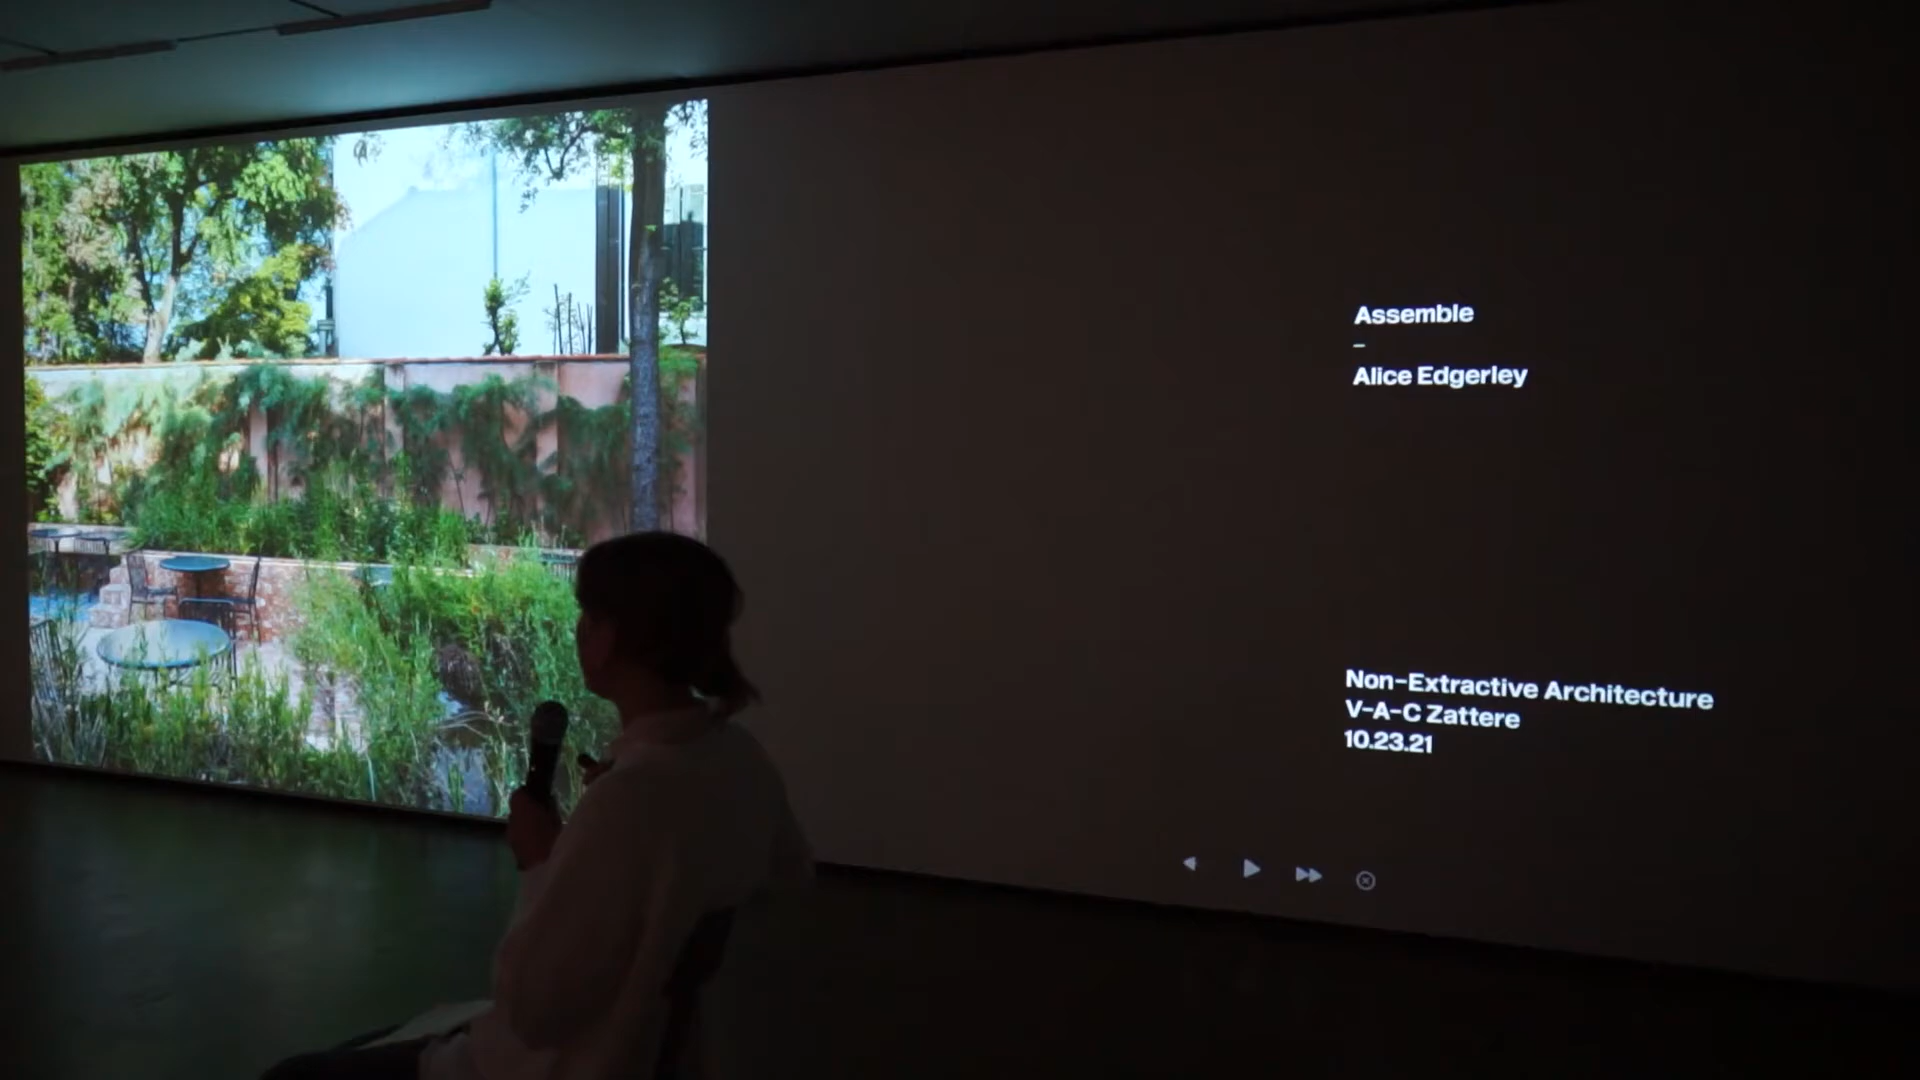 Assemble
–
Alice Edgerley
Non-Extractive Architecture
V-A-C Zattere
10.23.21